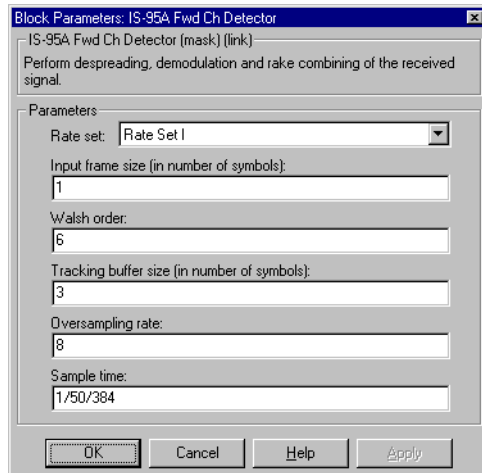 Block Parameters: IS-95A Fwd Ch Detector
IS-95A Fwd Ch Detector (mask) (link)
Perform despreading, demodulation and rake combining of the received
signal.
Parameters
Rate set: Rate Set I
Input frame size (in number of symbols):
1
Walsh order:
6
Tracking buffer size (in number of symbols):
3
Oversampling rate:
8
Sample time:
1/50/384
OK Cancel Help Apply